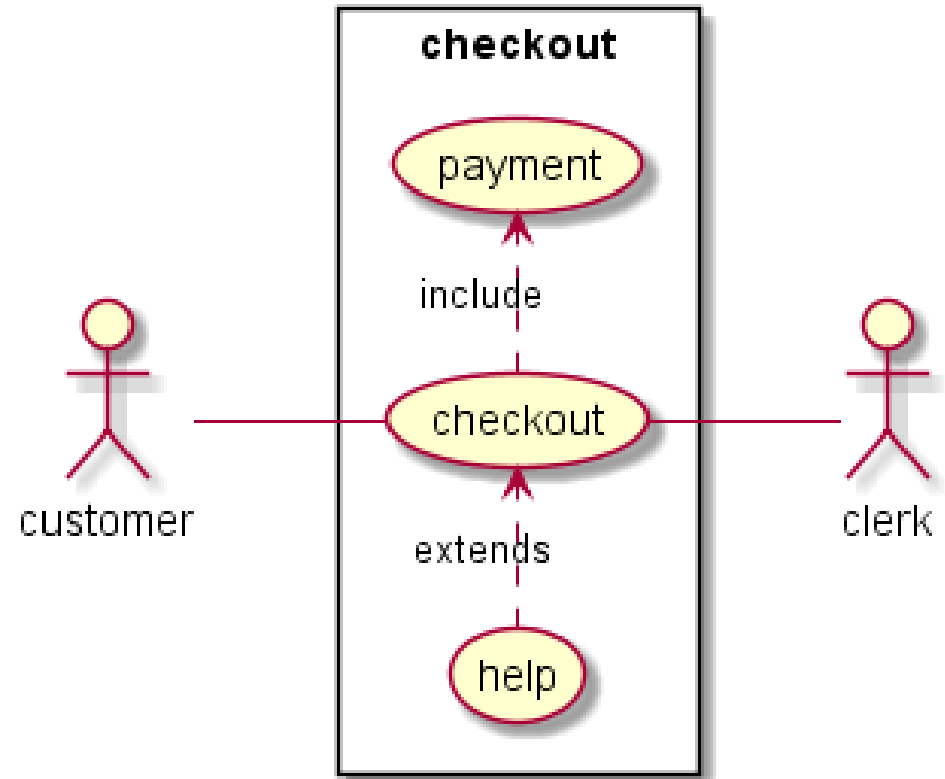 checkout
payment
include
checkout
customer
clerk
extends
help